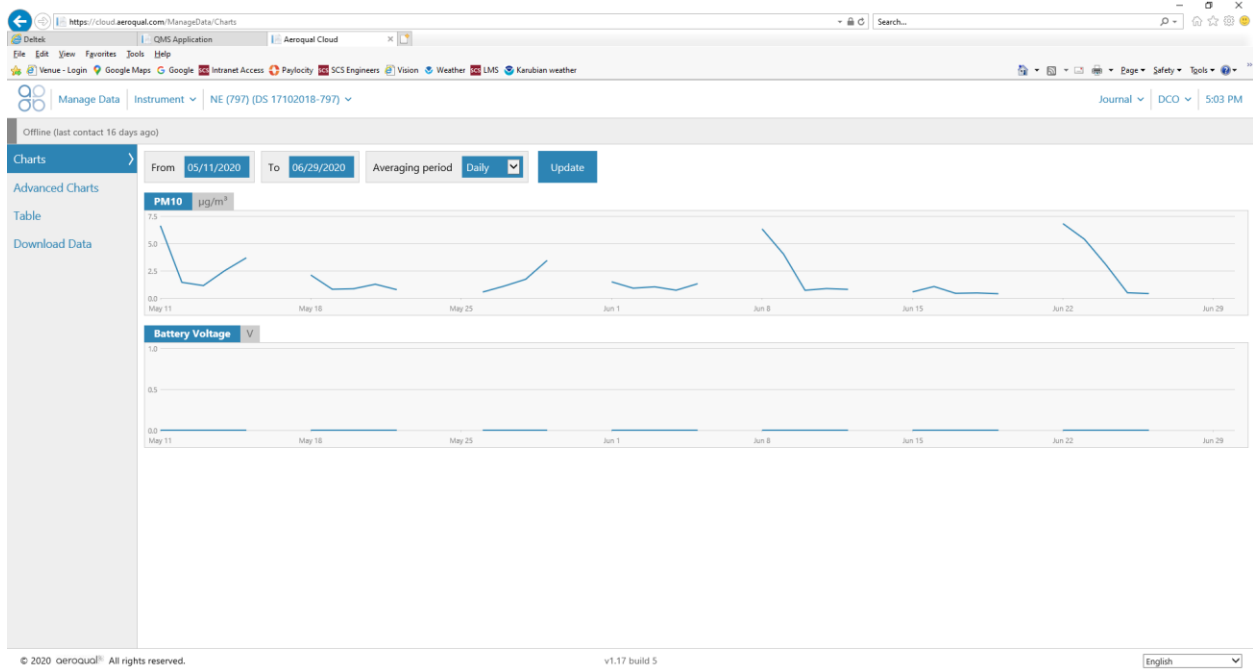 https://cloud.aeroqual.com/ManageData/Charts
Search...
Deltek
QMS Application
Aeroqual Cloud
File Edit View Favorites Tools Help
Venue - Login Google Maps Google Intranet Access Paylocity SCS Engineers Vision Weather LMS Karubian weather
Page Safety Tools
Manage Data Instrument NE (797) (DS 17102018-797) Journal DCO 5:03 PM
Offline (last contact 16 days ago)
Charts
Advanced Charts
Table
Download Data
From 05/11/2020 To 06/29/2020 Averaging period Daily Update
PM10 µg/m³
7.5
5.0
2.5
0.0
May 11 May 18 May 25 Jun 1 Jun 8 Jun 15 Jun 22 Jun 29
Battery Voltage V
1.0
0.5
0.0
May 11 May 18 May 25 Jun 1 Jun 8 Jun 15 Jun 22 Jun 29
© 2020 aeroqual All rights reserved. v1.17 build 5 English